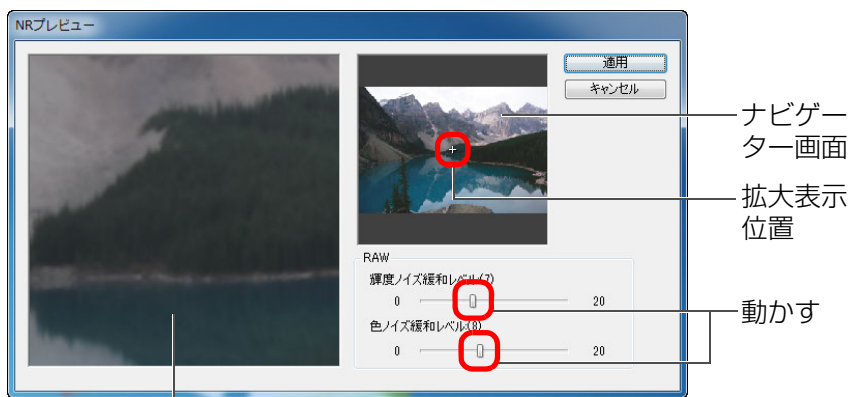 NRプレビュー
適用
キャンセル
ナビゲー
ター画面
拡大表示
位置
RAW
輝度ノイズ緩和レベル:(7)
0
20
動かす
色ノイズ緩和レベル:(8)
0
20